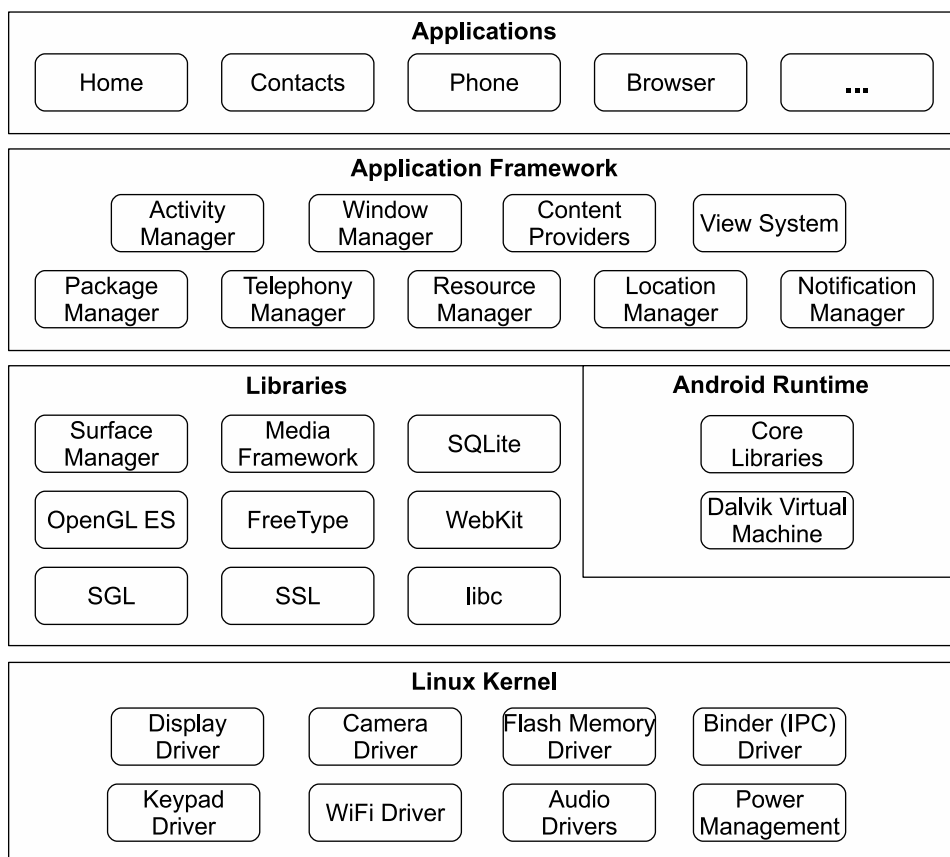 Applications
Home
Contacts
Phone
Browser
...
Application Framework
Activity
Manager
Window
Manager
Content
Providers
View System
Package
Manager
Telephony
Manager
Resource
Manager
Location
Manager
Notification
Manager
Libraries
Surface
Manager
Media
Framework
SQLite
OpenGL ES
FreeType
WebKit
SGL
SSL
libc
Android Runtime
Core
Libraries
Dalvik Virtual
Machine
Linux Kernel
Display
Driver
Camera
Driver
Flash Memory
Driver
Binder (IPC)
Driver
Keypad
Driver
WiFi Driver
Audio
Drivers
Power
Management